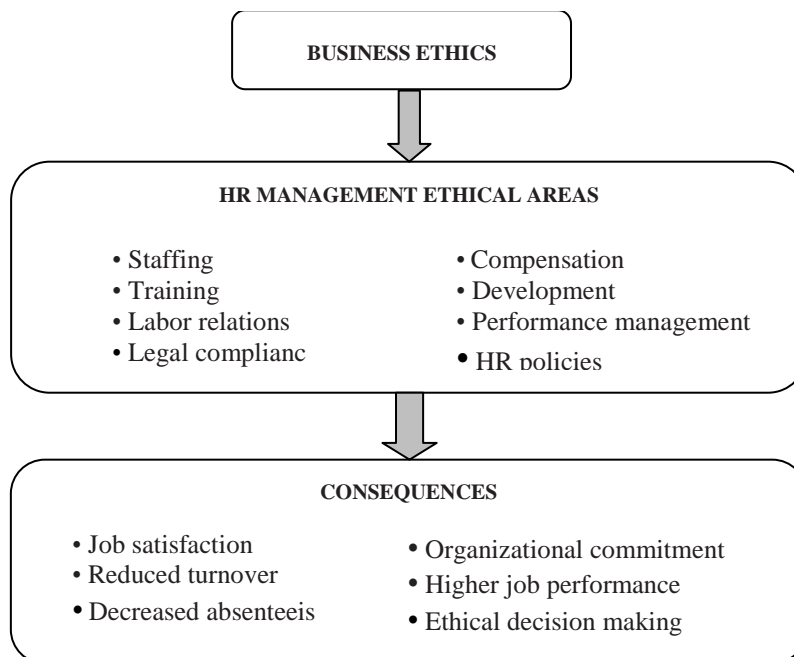 BUSINESS ETHICS
HR MANAGEMENT ETHICAL AREAS
• Staffing
• Training
• Labor relations
• Legal complianc
• Compensation
• Development
• Performance management
• HR policies
CONSEQUENCES
• Job satisfaction
• Reduced turnover
• Decreased absenteeis
• Organizational commitment
• Higher job performance
• Ethical decision making